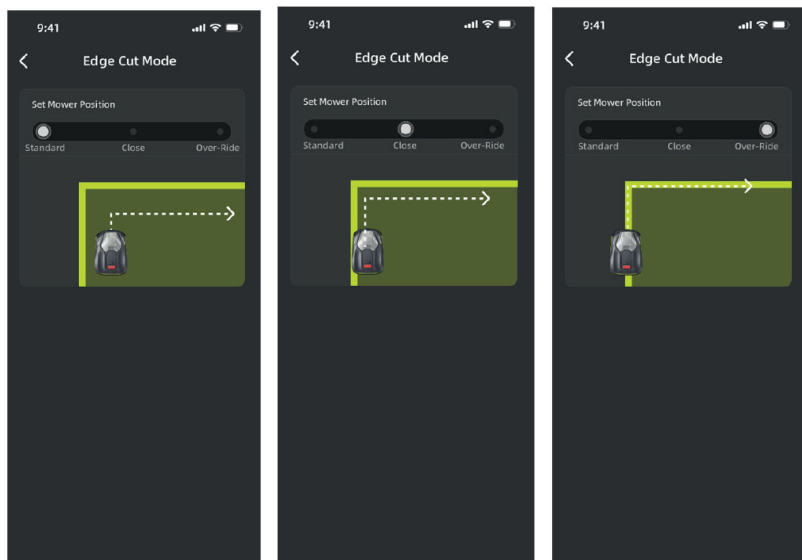 9:41
Edge Cut Mode
Set Mower Position
Standard Close Over-Ride
9:41
Edge Cut Mode
Set Mower Position
Standard Close Over-Ride
9:41
Edge Cut Mode
Set Mower Position
Standard Close Over-Ride